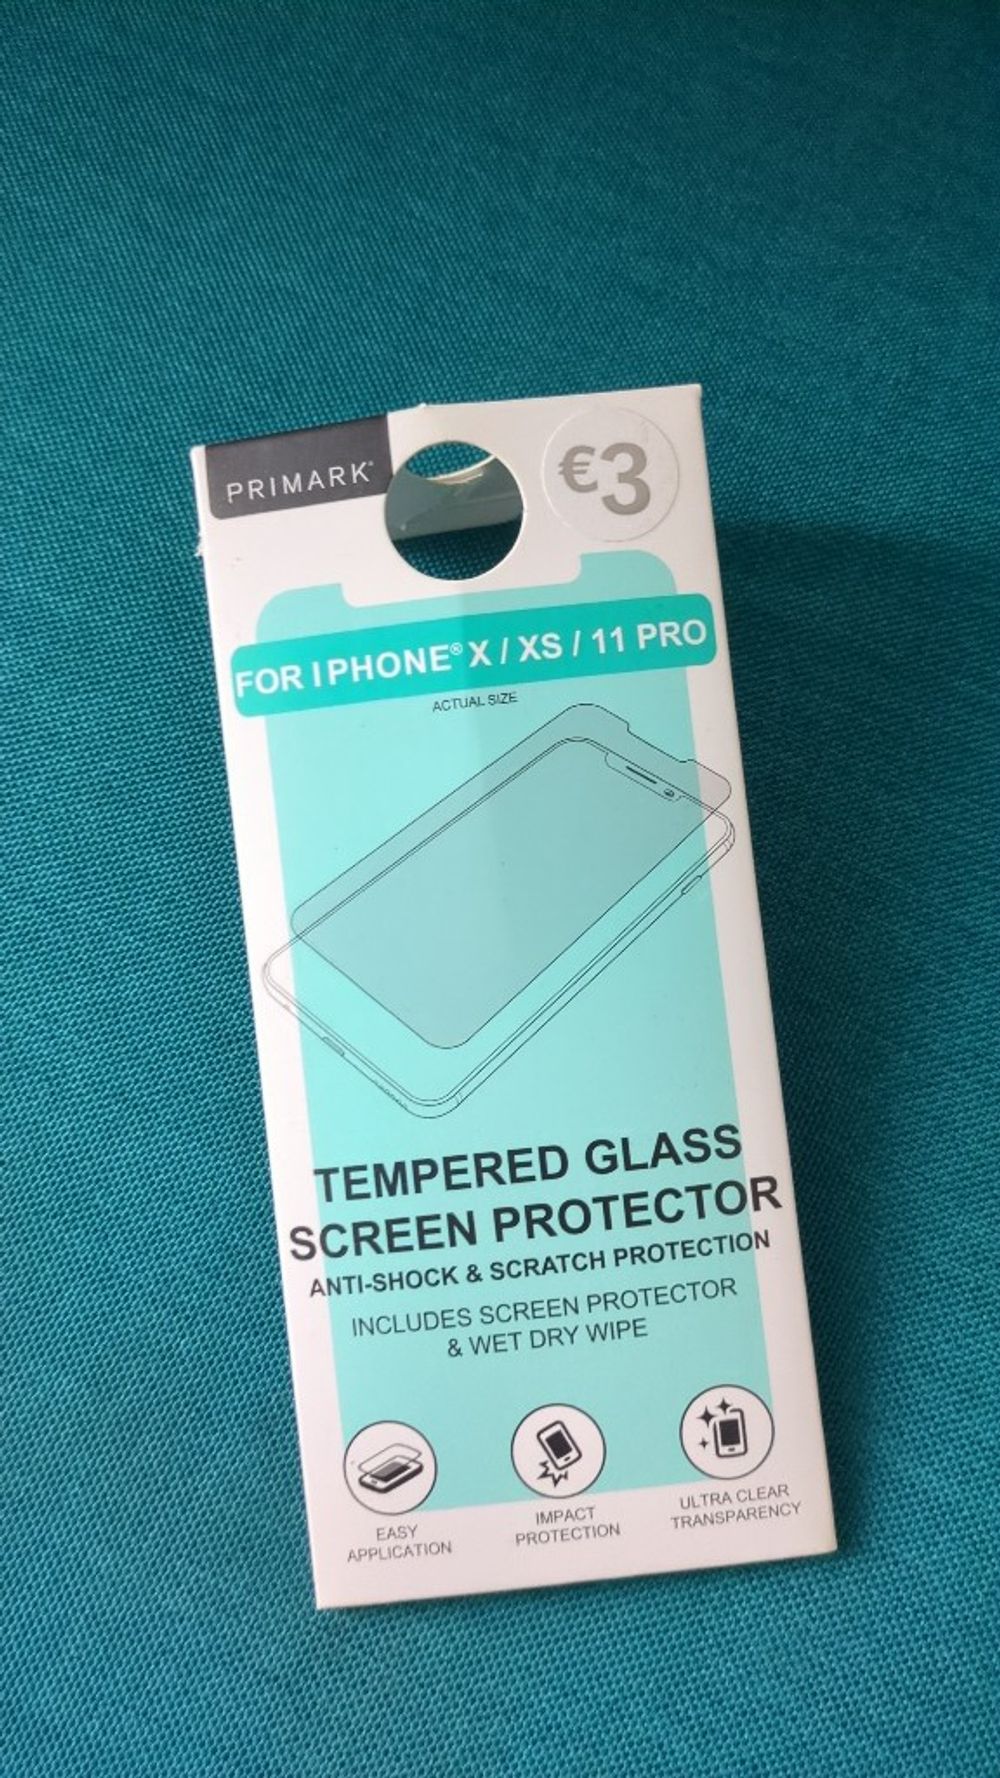 PRIMARK®
€3
FOR IPHONE® X / XS / 11 PRO
ACTUAL SIZE
TEMPERED GLASS
SCREEN PROTECTOR
ANTI-SHOCK & SCRATCH PROTECTION
INCLUDES SCREEN PROTECTOR
& WET DRY WIPE
EASY
APPLICATION
IMPACT
PROTECTION
ULTRA CLEAR
TRANSPARENCY